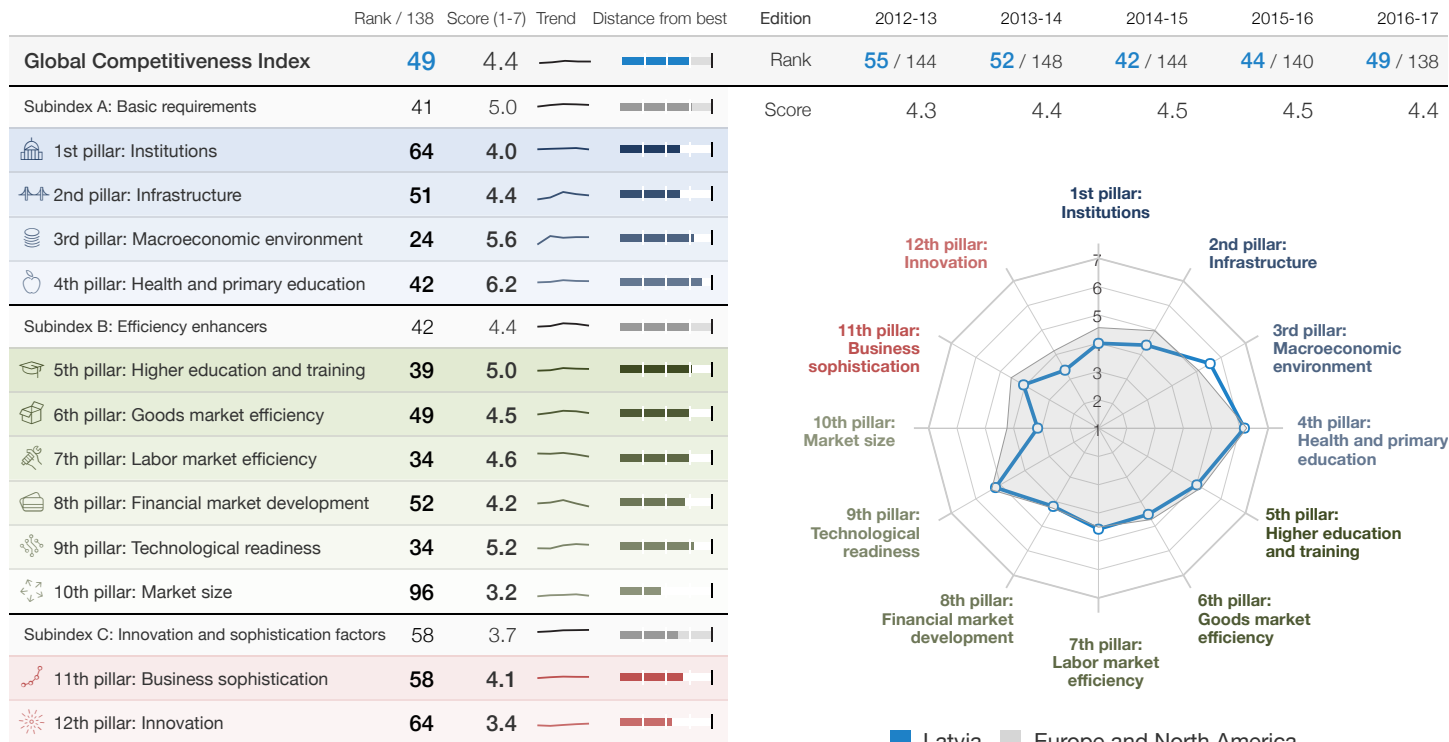 Rank / 138 Score (1-7) Trend Distance from best
Global Competitiveness Index 49 4.4
Subindex A: Basic requirements 41 5.0
1st pillar: Institutions 64 4.0
2nd pillar: Infrastructure 51 4.4
3rd pillar: Macroeconomic environment 24 5.6
4th pillar: Health and primary education 42 6.2
Subindex B: Efficiency enhancers 42 4.4
5th pillar: Higher education and training 39 5.0
6th pillar: Goods market efficiency 49 4.5
7th pillar: Labor market efficiency 34 4.6
8th pillar: Financial market development 52 4.2
9th pillar: Technological readiness 34 5.2
10th pillar: Market size 96 3.2
Subindex C: Innovation and sophistication factors 58 3.7
11th pillar: Business sophistication 58 4.1
12th pillar: Innovation 64 3.4
Edition 2012-13 2013-14 2014-15 2015-16 2016-17
Rank 55 / 144 52 / 148 42 / 144 44 / 140 49 / 138
Score 4.3 4.4 4.5 4.5 4.4
1st pillar:
Institutions
2nd pillar:
Infrastructure
3rd pillar:
Macroeconomic
environment
4th pillar:
Health and primary
education
5th pillar:
Higher education
and training
6th pillar:
Goods market
efficiency
7th pillar:
Labor market
efficiency
8th pillar:
Financial market
development
9th pillar:
Technological
readiness
10th pillar:
Market size
11th pillar:
Business
sophistication
12th pillar:
Innovation
7
6
5
3
2
1
Latvia Europe and North America